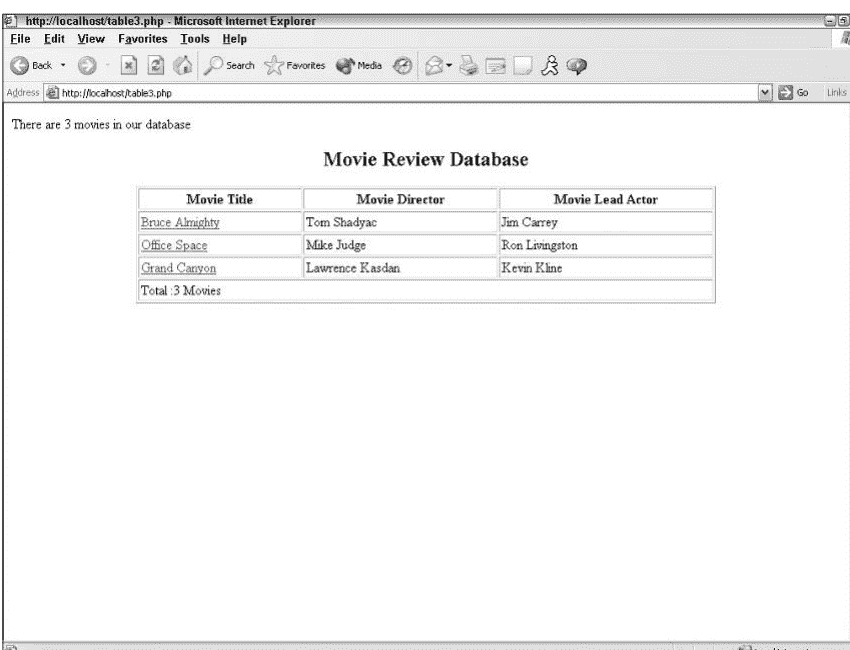 http://localhost/table3.php - Microsoft Internet Explorer
File Edit View Favorites Tools Help
Back Search Favorites Media
Address http://localhost/table3.php Go Links
There are 3 movies in our database
Movie Review Database
Movie Title Movie Director Movie Lead Actor
Bruce Almighty Tom Shadyac Jim Carrey
Office Space Mike Judge Ron Livingston
Grand Canyon Lawrence Kasdan Kevin Kline
Total :3 Movies